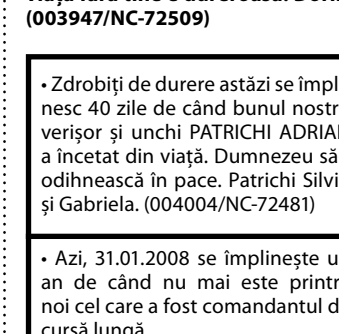 (003947/NC-72509)
• Zdrobiți de durere astăzi se împl
nesc 40 zile de când bunul nostr
verișor și unchi PATRICHI ADRIA
a încetat din viață. Dumnezeu să
odihnească în pace. Patrichi Silvi
și Gabriela. (004004/NC-72481)
• Azi, 31.01.2008 se împlinește u
an de când nu mai este printr
noi cel care a fost comandantul d
cursă lungă